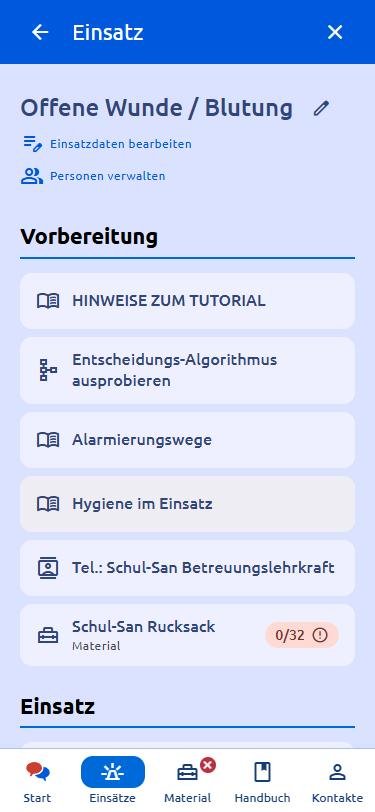 Einsatz
Offene Wunde / Blutung
Einsatzdaten bearbeiten
Personen verwalten
Vorbereitung
HINWEISE ZUM TUTORIAL
Entscheidungs-Algorithmus
ausprobieren
Alarmierungswege
Hygiene im Einsatz
Tel.: Schul-San Betreuungslehrkraft
Schul-San Rucksack
Material
0/32
Einsatz
Start
Einsätze
Material
Handbuch
Kontakte